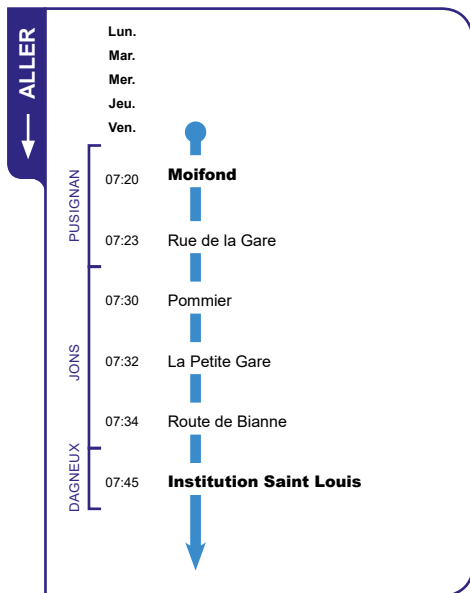 ALLER
Lun.
Mar.
Mer.
Jeu.
Ven.
PUSIGNAN
07:20 Moifond
07:23 Rue de la Gare
JONS
07:30 Pommier
07:32 La Petite Gare
07:34 Route de Bianne
DAGNEUX
07:45 Institution Saint Louis